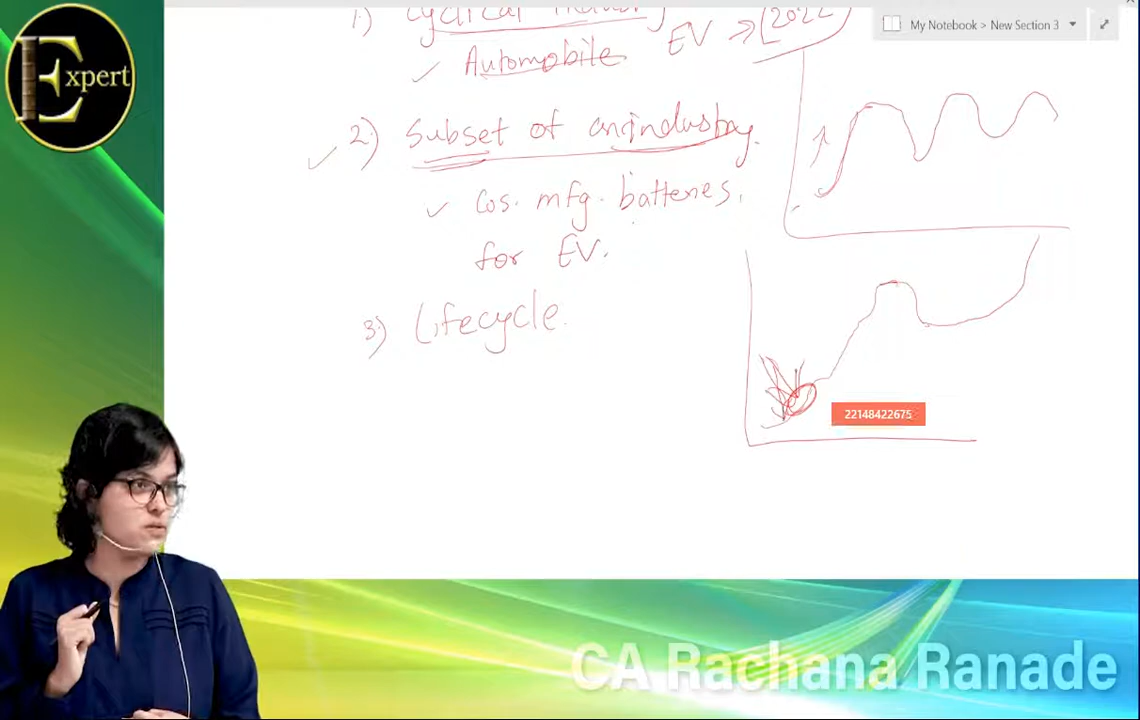 My Notebook > New Section 3
Expert
1.) Cyclical
EV → [2022
✓ Automobile
✓ 2) Subset of an industry.
✓ Cos. mfg. batteries.
for EV.
3) Lifecycle.
22148422675
CA Rachana Ranade